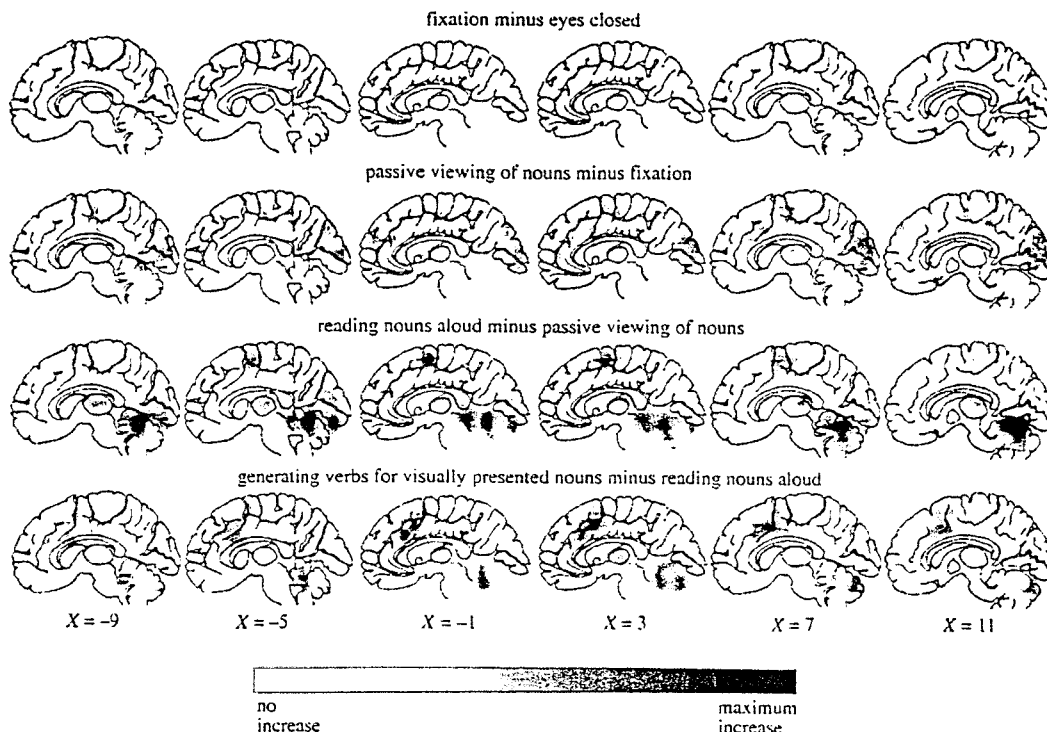 fixation minus eyes closed
passive viewing of nouns minus fixation
reading nouns aloud minus passive viewing of nouns
generating verbs for visually presented nouns minus reading nouns aloud
X = –9 X = –5 X = –1 X = 3 X = 7 X = 11
no maximum
increase increase